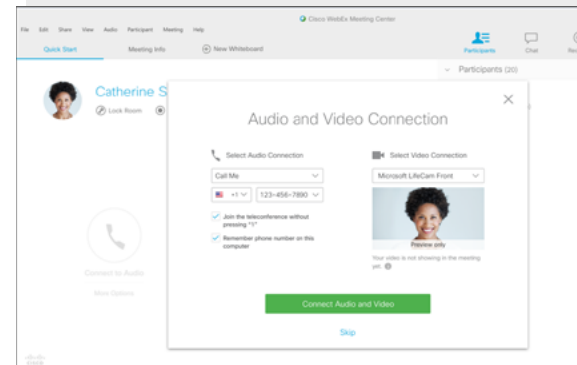 Cisco WebEx Meeting Center
File Edit Share View Audio Participant Meeting Help
Quick Start Meeting Info New Whiteboard
Participants Chat
Participants (20)
Catherine S
Lock Room
Connect to Audio
More Options
Audio and Video Connection
Select Audio Connection
Call Me
+1 123-456-7890
Join the teleconference without
pressing "1"
Remember phone number on this
computer
Select Video Connection
Microsoft LifeCam Front
Preview only
Your video is not showing in the meeting
yet.
Connect Audio and Video
Skip
CISCO